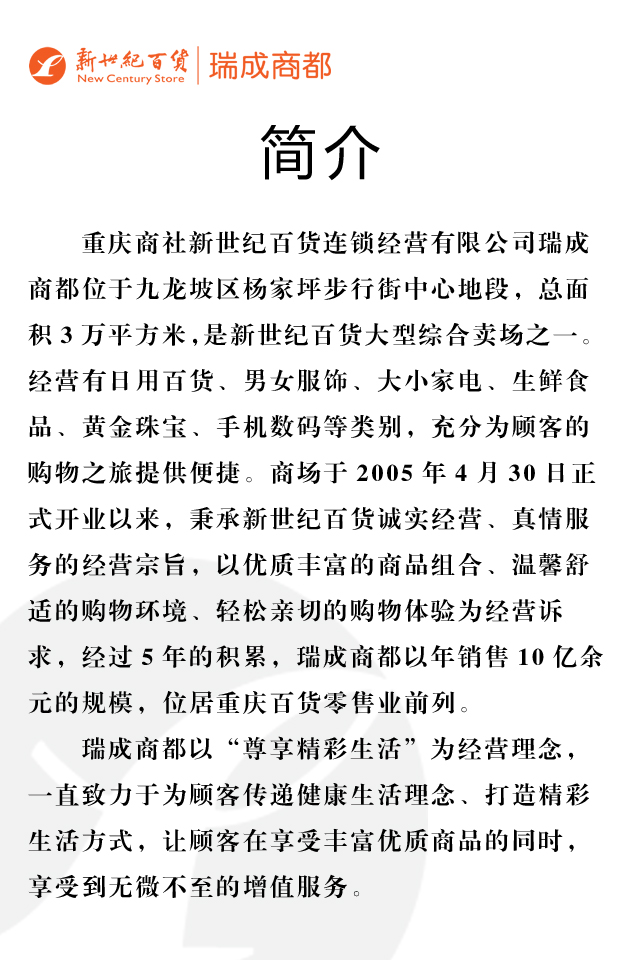 新世紀百貨
New Century Store
瑞成商都
简介
重庆商社新世纪百货连锁经营有限公司瑞成
商都位于九龙坡区杨家坪步行街中心地段，总面
积 3 万平方米，是新世纪百货大型综合卖场之一。
经营有日用百货、男女服饰、大小家电、生鲜食
品、黄金珠宝、手机数码等类别，充分为顾客的
购物之旅提供便捷。商场于 2005 年 4 月 30 日正
式开业以来，秉承新世纪百货诚实经营、真情服
务的经营宗旨，以优质丰富的商品组合、温馨舒
适的购物环境、轻松亲切的购物体验为经营诉
求，经过 5 年的积累，瑞成商都以年销售 10 亿余
元的规模，位居重庆百货零售业前列。
瑞成商都以“尊享精彩生活”为经营理念，
一直致力于为顾客传递健康生活理念、打造精彩
生活方式，让顾客在享受丰富优质商品的同时，
享受到无微不至的增值服务。